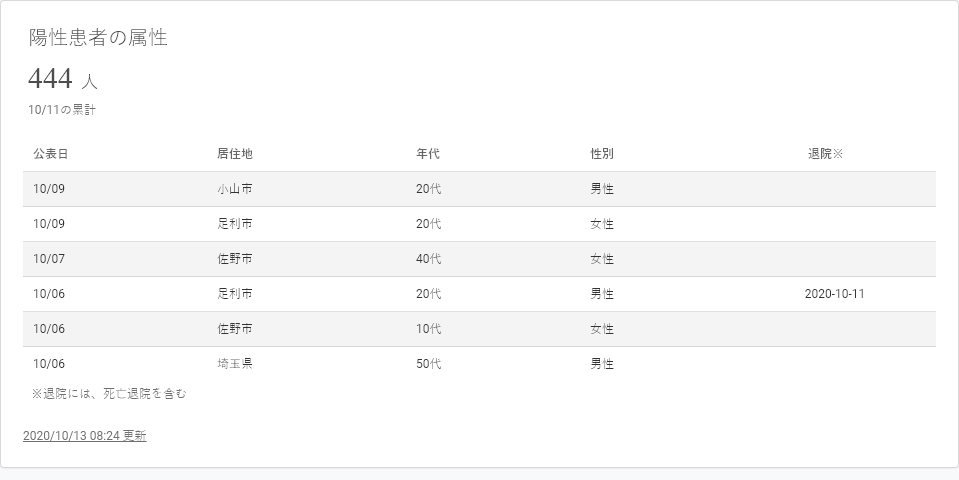 陽性患者の属性
444 人
10/11の累計
公表日 居住地 年代 性別 退院※
10/09 小山市 20代 男性
10/09 足利市 20代 女性
10/07 佐野市 40代 女性
10/06 足利市 20代 男性 2020-10-11
10/06 佐野市 10代 女性
10/06 埼玉県 50代 男性
※退院には、死亡退院を含む
2020/10/13 08:24 更新